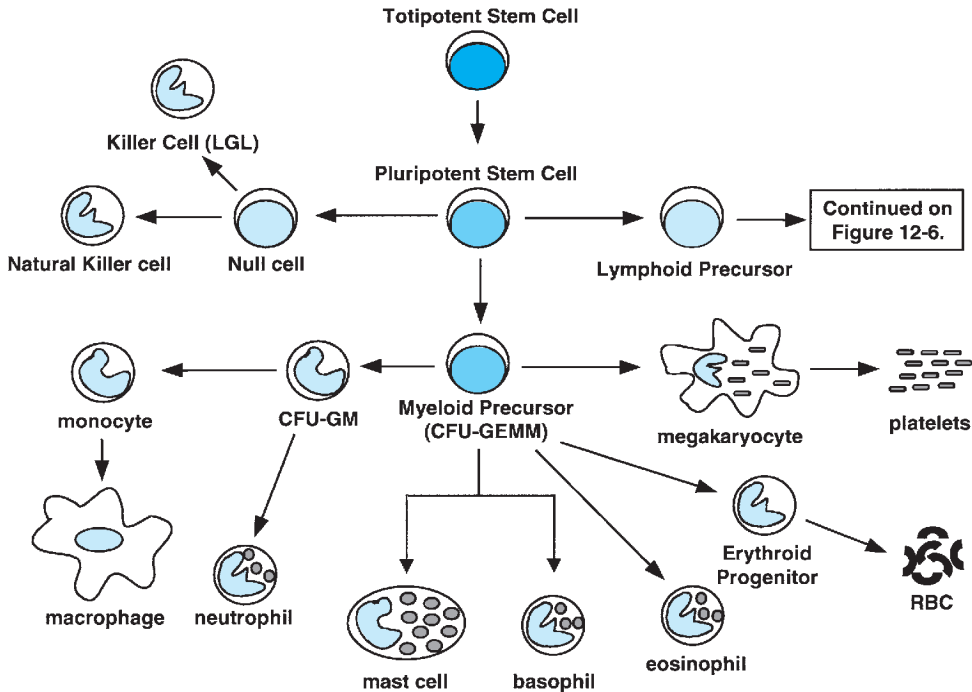 Totipotent Stem Cell
Killer Cell (LGL)
Pluripotent Stem Cell
Continued on
Figure 12-6.
Natural Killer cell
Null cell
Lymphoid Precursor
monocyte
CFU-GM
Myeloid Precursor
(CFU-GEMM)
megakaryocyte
platelets
Erythroid
Progenitor
RBC
macrophage
neutrophil
mast cell
basophil
eosinophil